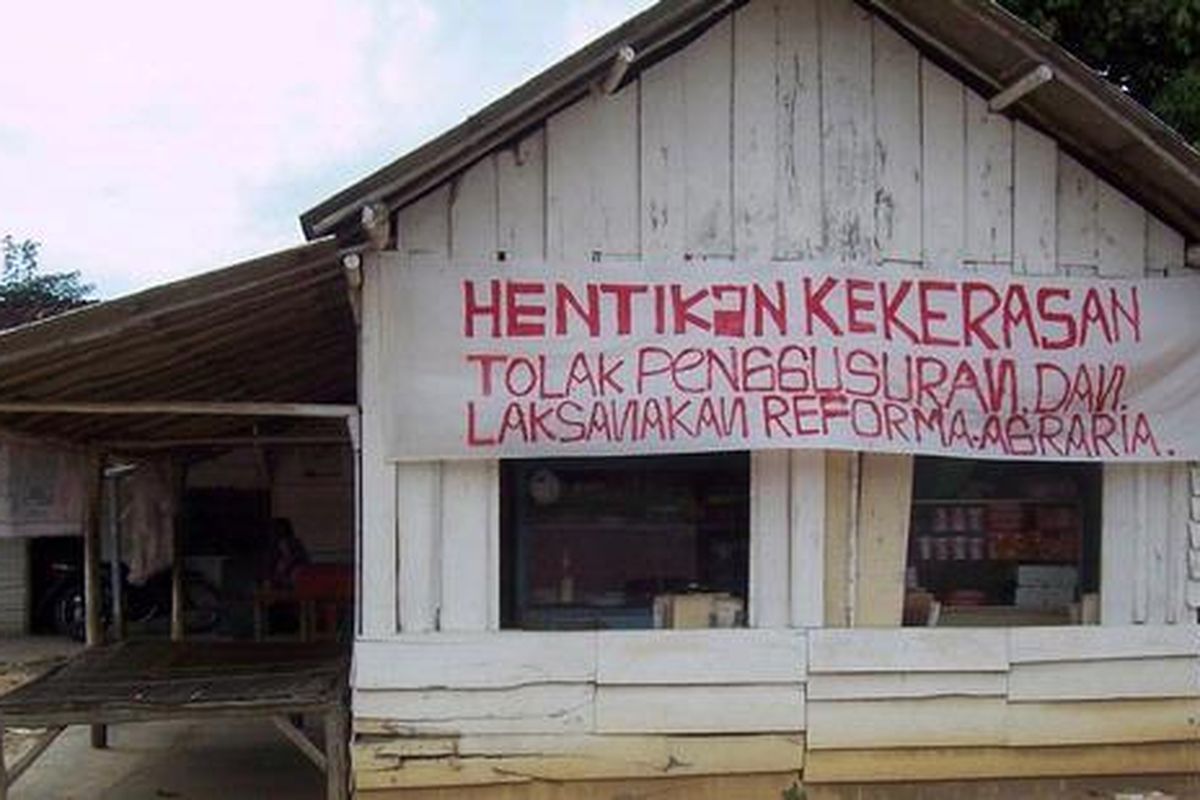 HENTIKAN KEKERASAN
TOLAK PENGGUSURAN. DAN.
LAKSANAKAN REFORMA-AGRARIA.